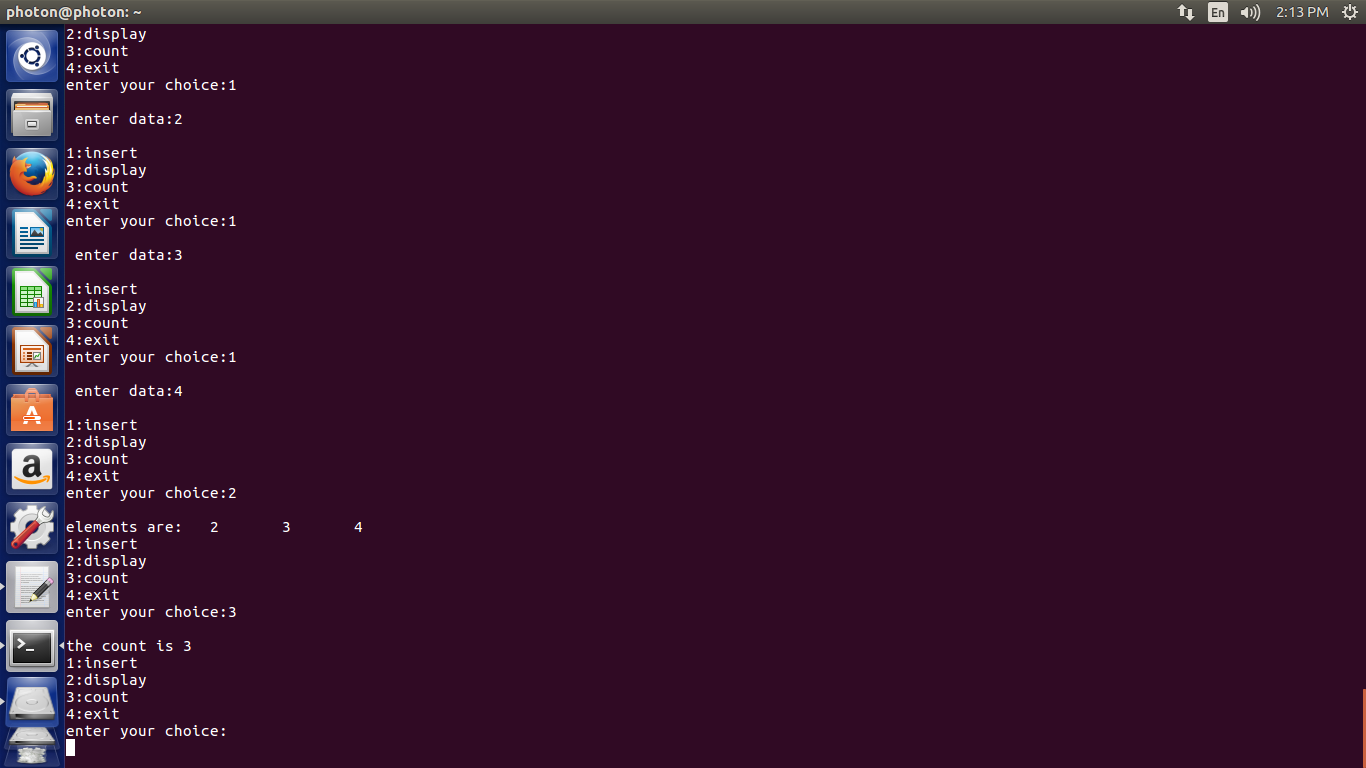 photon@photon: ~
En
2:13 PM
2:display
3:count
4:exit
enter your choice:1
enter data:2
1:insert
2:display
3:count
4:exit
enter your choice:1
enter data:3
1:insert
2:display
3:count
4:exit
enter your choice:1
enter data:4
1:insert
2:display
3:count
4:exit
enter your choice:2
elements are: 2 3 4
1:insert
2:display
3:count
4:exit
enter your choice:3
the count is 3
1:insert
2:display
3:count
4:exit
enter your choice: